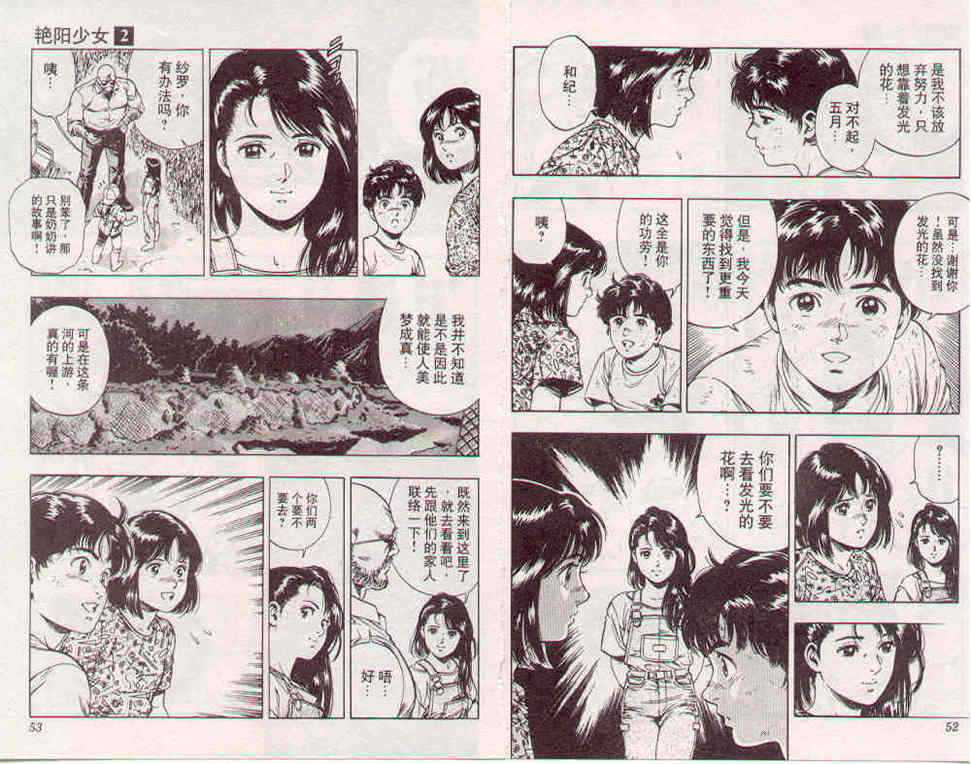 是我不该放
弃努力，只
想靠着发光
的花…
对不起，
五月…
和纪…
可是…谢谢你
！虽然没找到
发光的花…
但是，我今天
觉得找到更重
要的东西了！
这全是你
的功劳！
咦？
？……
你们要不要
去看发光的
花啊…？
52
艳阳少女 2
纱罗，你
有办法吗？
咦…
别笨了，那
只是奶奶讲
的故事啊！
我并不知道
是不是因此
就能使人美
梦成真…
可是在这条
河的上游，
真的有喔！
既然来到这里了
，就去看看吧，
先跟他们的家人
联络一下！
唔…
好…
你们两
个要不
要去？
53